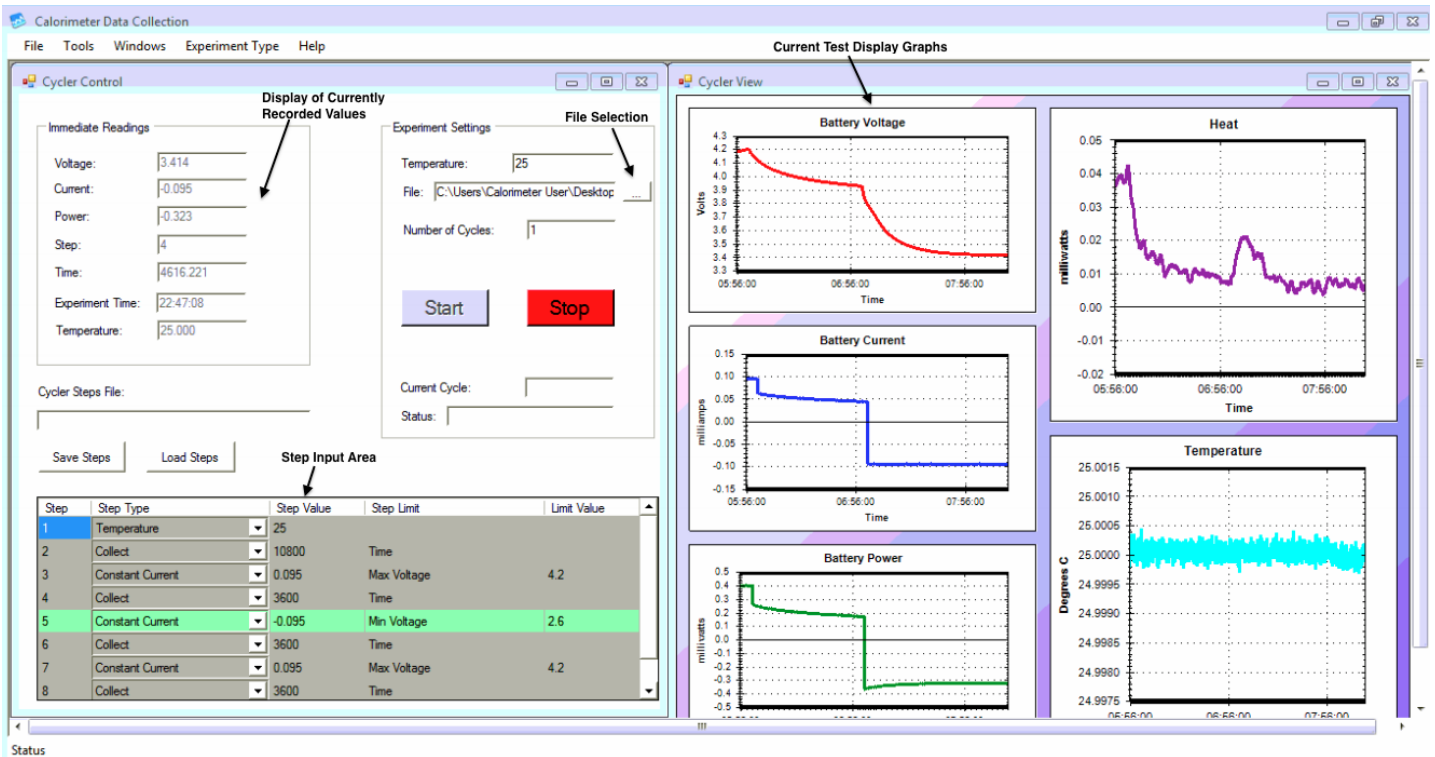 Calorimeter Data Collection
File Tools Windows Experiment Type Help
Current Test Display Graphs
Cycler Control
Display of Currently
Recorded Values
File Selection
Immediate Readings
Voltage: 3.414
Current: -0.095
Power: -0.323
Step: 4
Time: 4616.221
Experiment Time: 22:47:08
Temperature: 25.000
Experiment Settings
Temperature: 25
File: C:\Users\Calorimeter User\Desktop ...
Number of Cycles: 1
Start Stop
Current Cycle:
Status:
Cycler Steps File:
Save Steps Load Steps
Step Input Area
Step Step Type Step Value Step Limit Limit Value
1 Temperature 25
2 Collect 10800 Time
3 Constant Current 0.095 Max Voltage 4.2
4 Collect 3600 Time
5 Constant Current -0.095 Min Voltage 2.6
6 Collect 3600 Time
7 Constant Current 0.095 Max Voltage 4.2
8 Collect 3600 Time
Cycler View
Battery Voltage
Volts
4.3
4.2
4.1
4.0
3.9
3.8
3.7
3.6
3.5
3.4
3.3
05:56:00 06:56:00 07:56:00
Time
Battery Current
milliamps
0.15
0.10
0.05
0.00
-0.05
-0.10
-0.15
05:56:00 06:56:00 07:56:00
Time
Battery Power
milliwatts
0.5
0.4
0.3
0.2
0.1
0.0
-0.1
-0.2
-0.3
-0.4
-0.5
Heat
milliwatts
0.05
0.04
0.03
0.02
0.01
0.00
-0.01
-0.02
05:56:00 06:56:00 07:56:00
Time
Temperature
Degrees C
25.0015
25.0010
25.0005
25.0000
24.9995
24.9990
24.9985
24.9980
24.9975
05:56:00 06:56:00 07:56:00
Status